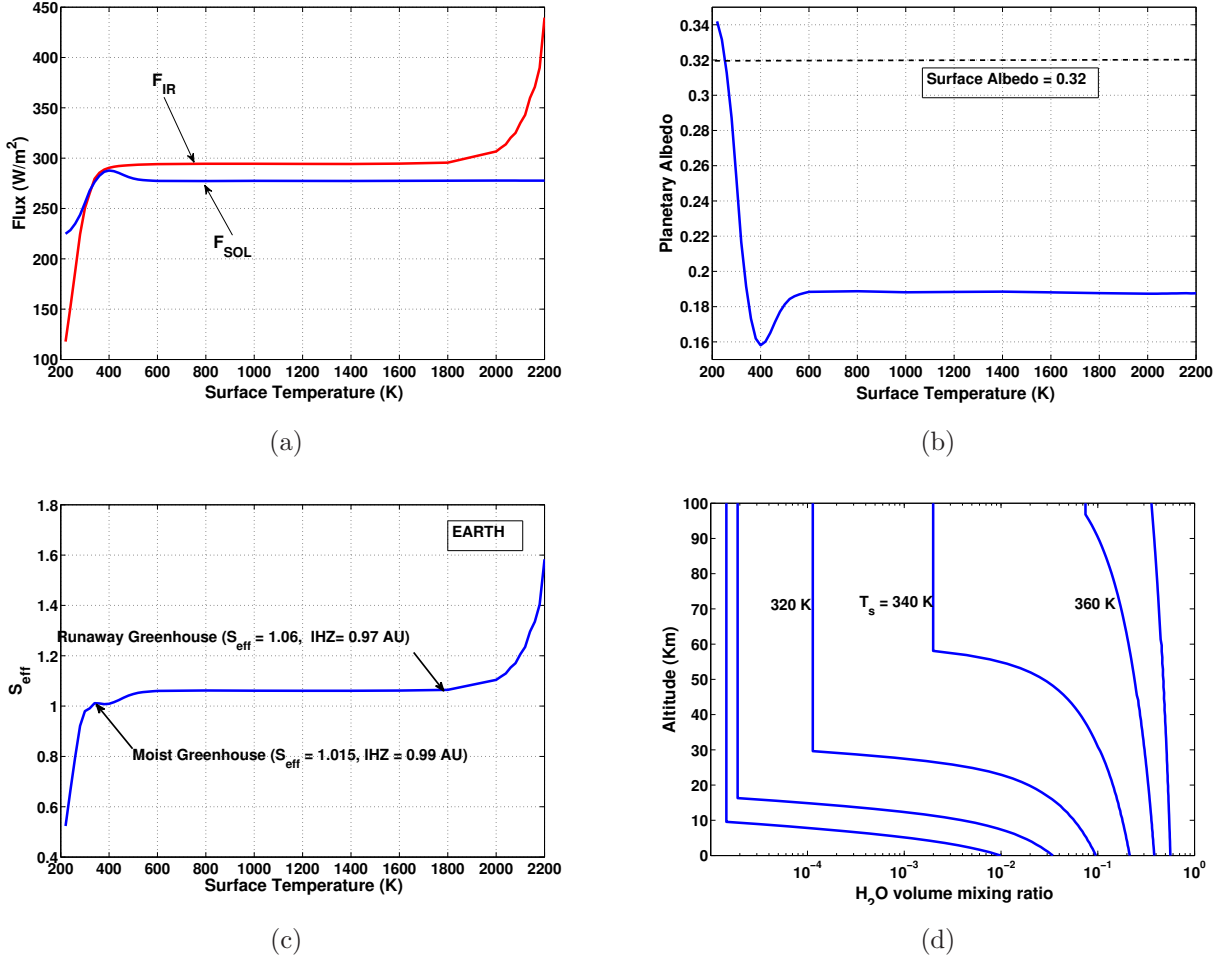 450
400
350
300
250
200
150
100
Flux (W/m²)
F_IR
F_SOL
200 400 600 800 1000 1200 1400 1600 1800 2000 2200
Surface Temperature (K)
(a)
0.34
0.32
0.3
0.28
0.26
0.24
0.22
0.2
0.18
0.16
Planetary Albedo
Surface Albedo = 0.32
200 400 600 800 1000 1200 1400 1600 1800 2000 2200
Surface Temperature (K)
(b)
1.8
1.6
1.4
1.2
1
0.8
0.6
0.4
S_eff
EARTH
Runaway Greenhouse (S_eff = 1.06, IHZ= 0.97 AU)
Moist Greenhouse (S_eff = 1.015, IHZ = 0.99 AU)
200 400 600 800 1000 1200 1400 1600 1800 2000 2200
Surface Temperature (K)
(c)
100
90
80
70
60
50
40
30
20
10
0
Altitude (Km)
320 K
T_s = 340 K
360 K
10⁻⁴ 10⁻³ 10⁻² 10⁻¹ 10⁰
H₂O volume mixing ratio
(d)